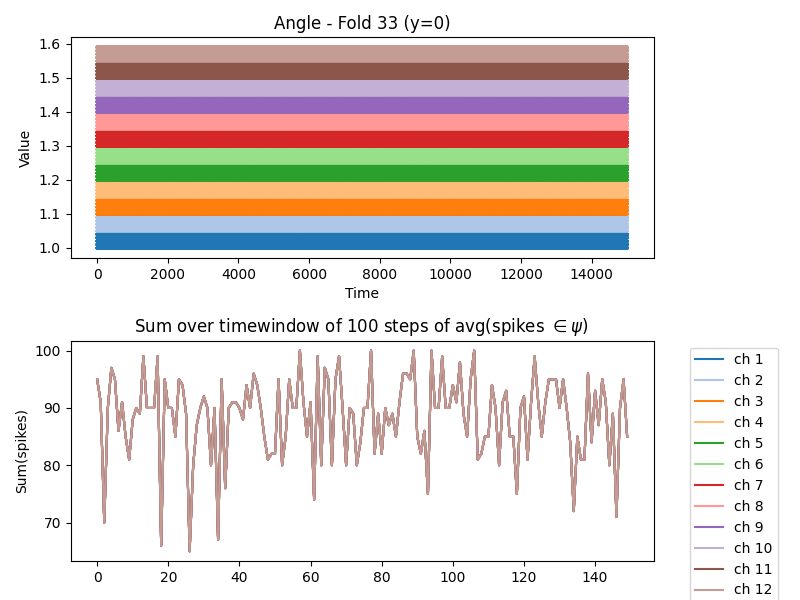 Angle - Fold 33 (y=0)
Value
1.6
1.5
1.4
1.3
1.2
1.1
1.0
0 2000 4000 6000 8000 10000 12000 14000
Time
Sum over timewindow of 100 steps of avg(spikes ∈ ψ)
Sum(spikes)
100
90
80
70
0 20 40 60 80 100 120 140
ch 1
ch 2
ch 3
ch 4
ch 5
ch 6
ch 7
ch 8
ch 9
ch 10
ch 11
ch 12